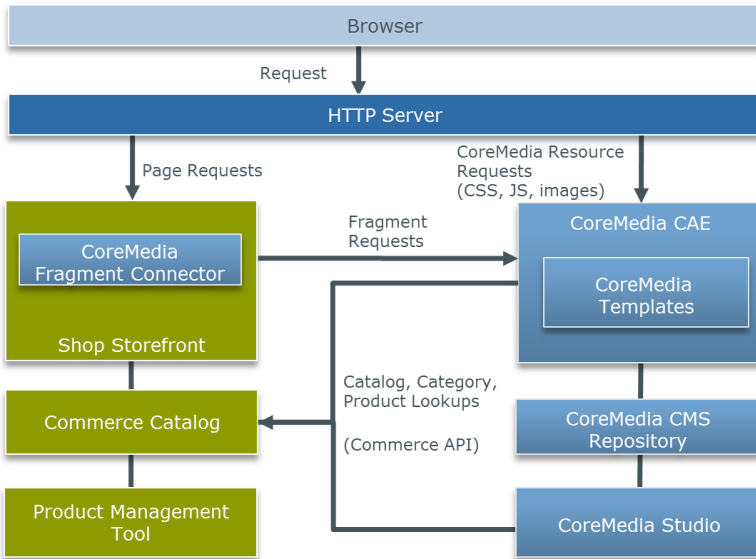 Browser
Request
HTTP Server
Page Requests
CoreMedia Resource
Requests
(CSS, JS, images)
CoreMedia
Fragment Connector
Shop Storefront
Fragment
Requests
CoreMedia CAE
CoreMedia
Templates
Catalog, Category,
Product Lookups
(Commerce API)
Commerce Catalog
CoreMedia CMS
Repository
Product Management
Tool
CoreMedia Studio